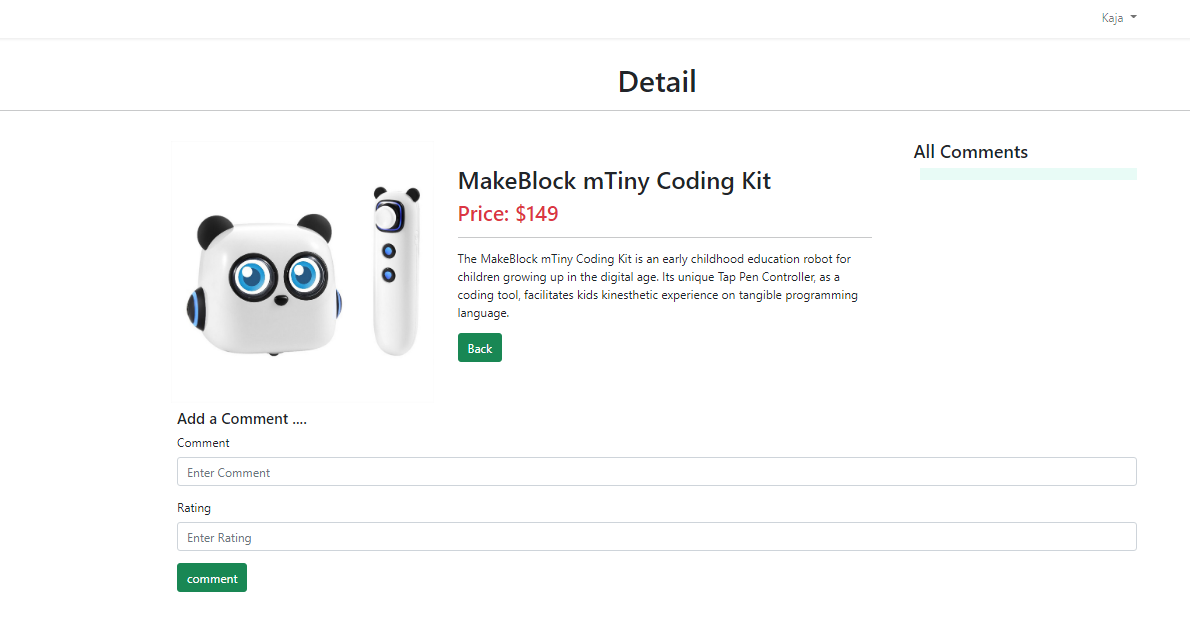 Kaja
Detail
All Comments
MakeBlock mTiny Coding Kit
Price: $149
The MakeBlock mTiny Coding Kit is an early childhood education robot for
children growing up in the digital age. Its unique Tap Pen Controller, as a
coding tool, facilitates kids kinesthetic experience on tangible programming
language.
Back
Add a Comment ....
Comment
Enter Comment
Rating
Enter Rating
comment